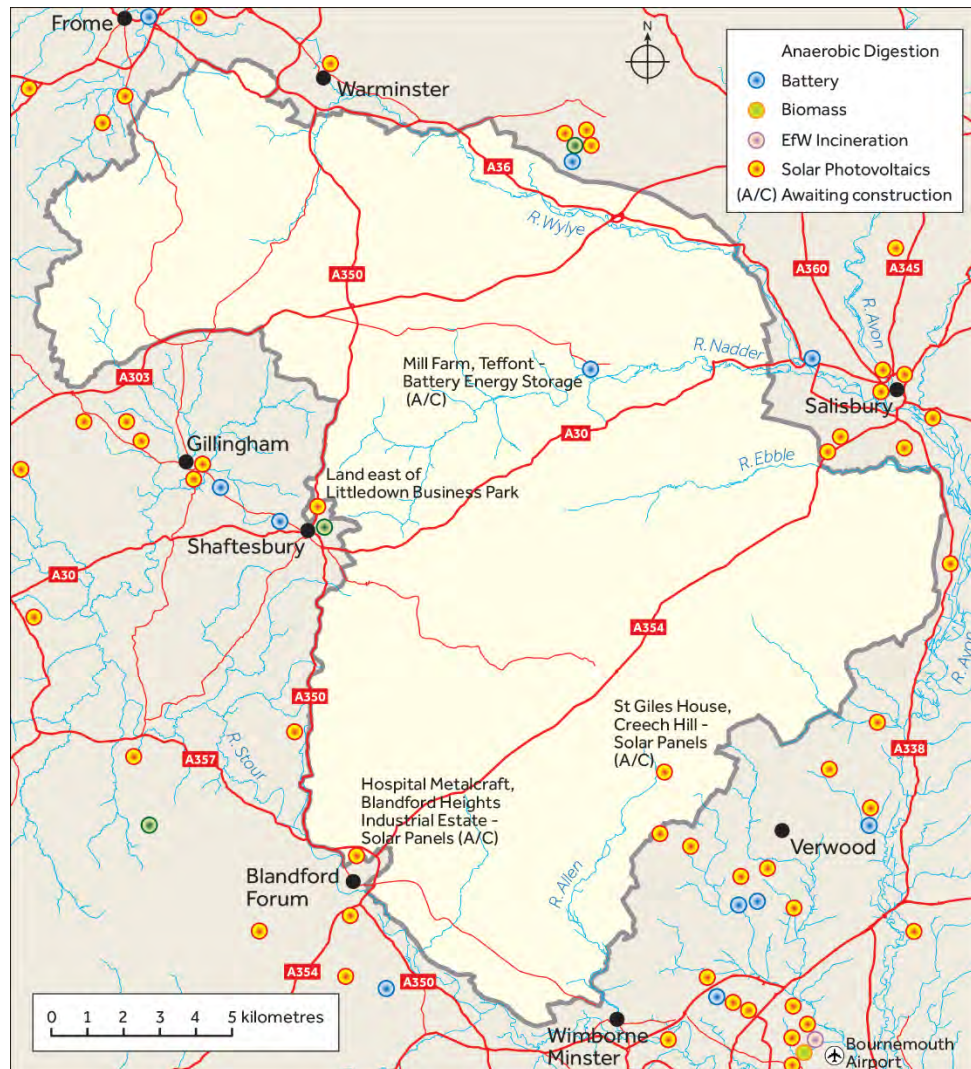 Frome
Warminster
N
Anaerobic Digestion
Battery
Biomass
EfW Incineration
Solar Photovoltaics
(A/C) Awaiting construction
A36
R.Wylye
A350
A360
A345
R.Avon
A303
Mill Farm, Teffont -
Battery Energy Storage
(A/C)
R.Nadder
Salisbury
Gillingham
A30
R.Ebble
Land east of
Littledown Business Park
Shaftesbury
A30
A354
R.Avon
A350
St Giles House,
Creech Hill -
Solar Panels
(A/C)
A338
A357
R.Stour
Hospital Metalcraft,
Blandford Heights
Industrial Estate -
Solar Panels (A/C)
Verwood
Blandford
Forum
R.Allen
A354
A350
0 1 2 3 4 5 kilometres
Wimborne
Minster
Bournemouth
Airport